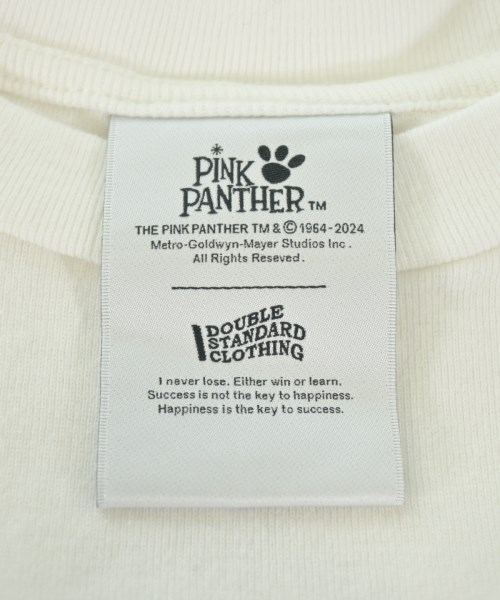 PINK
PANTHER TM
THE PINK PANTHER TM & © 1964-2024
Metro-Goldwyn-Mayer Studios Inc.
All Rights Reseved.
DOUBLE
STANDARD
CLOTHING
I never lose. Either win or learn.
Success is not the key to happiness.
Happiness is the key to success.